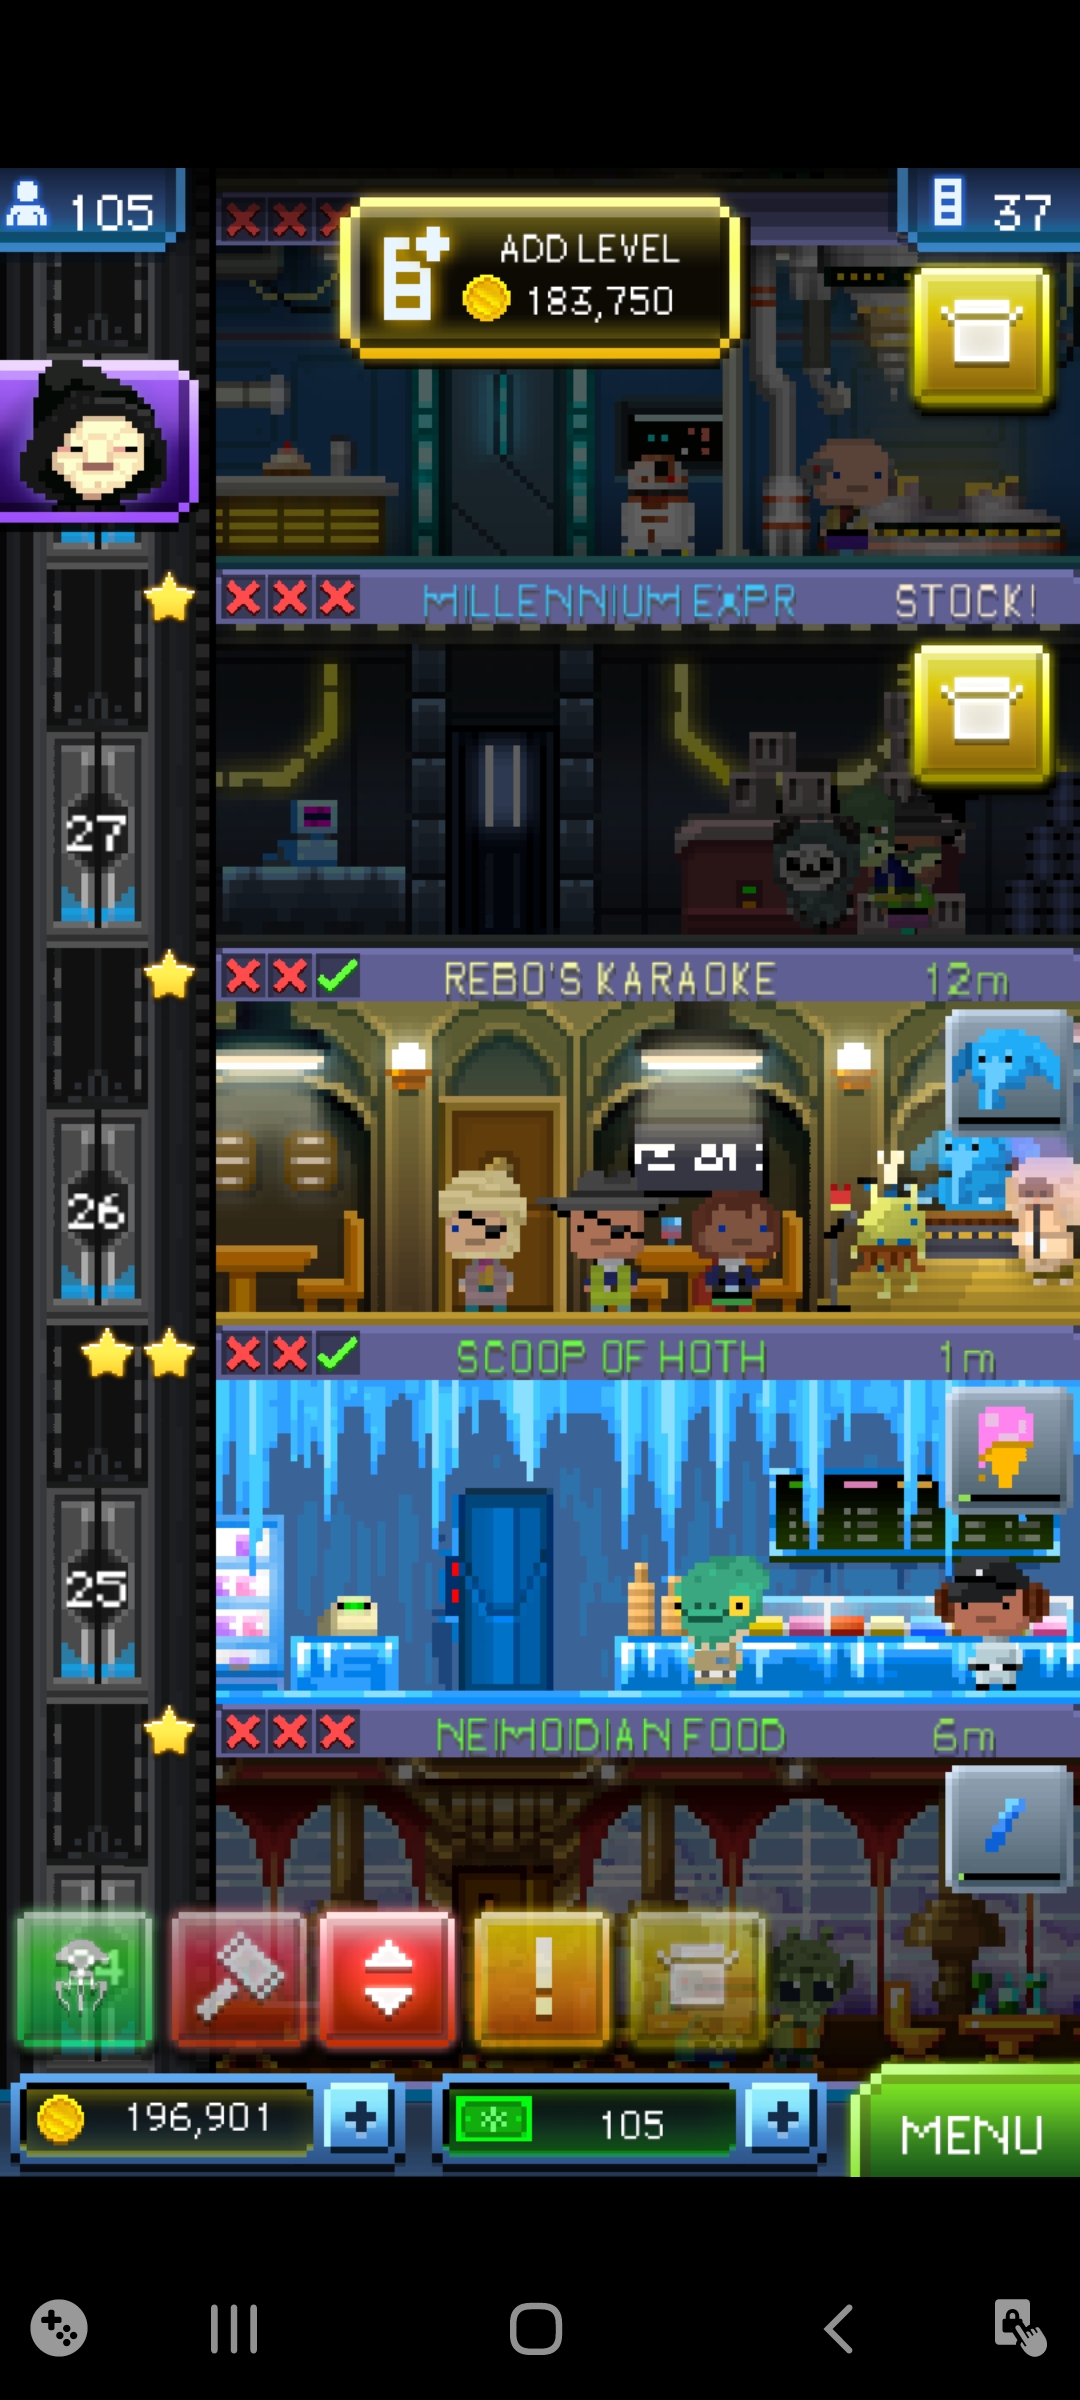 105
37
ADD LEVEL
183,750
MILLENNIUM EXPR STOCK!
27
REBO'S KARAOKE 12m
26
SCOOP OF HOTH 1m
25
NEIMOIDIAN FOOD 6m
196,901
105
MENU